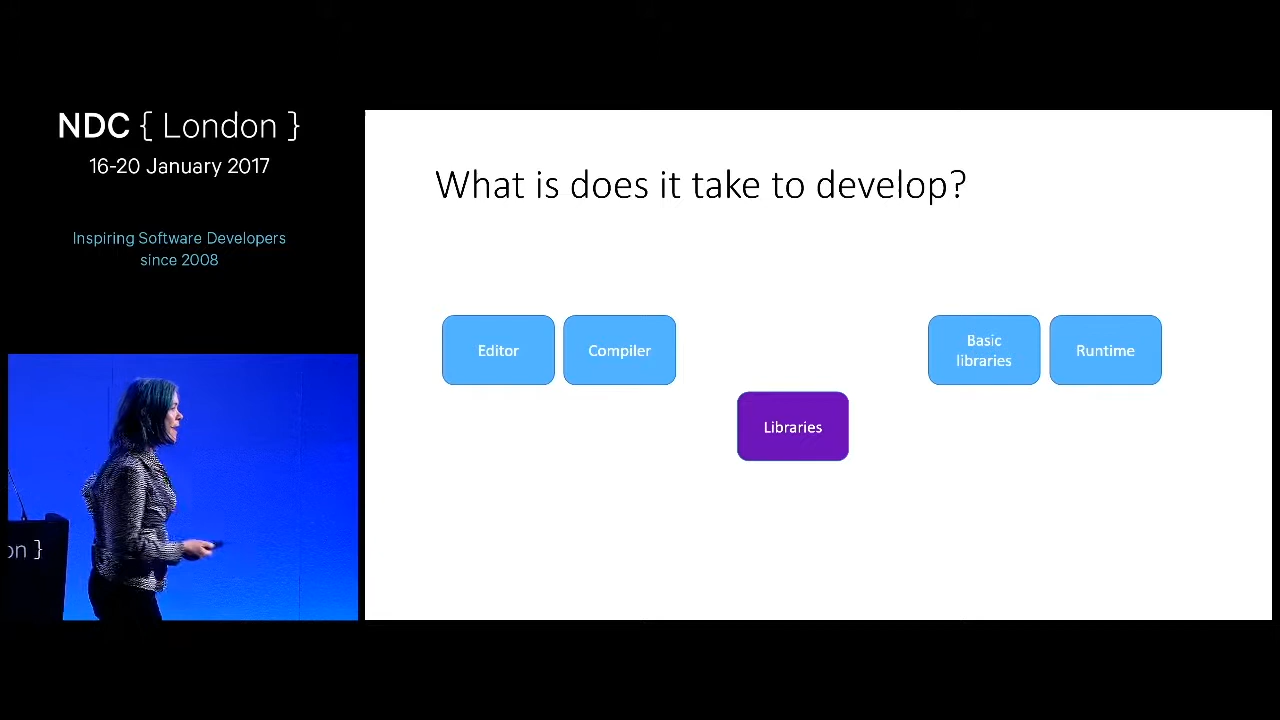 NDC { London }
16-20 January 2017
Inspiring Software Developers
since 2008
on }
What is does it take to develop?
Editor
Compiler
Basic
libraries
Runtime
Libraries